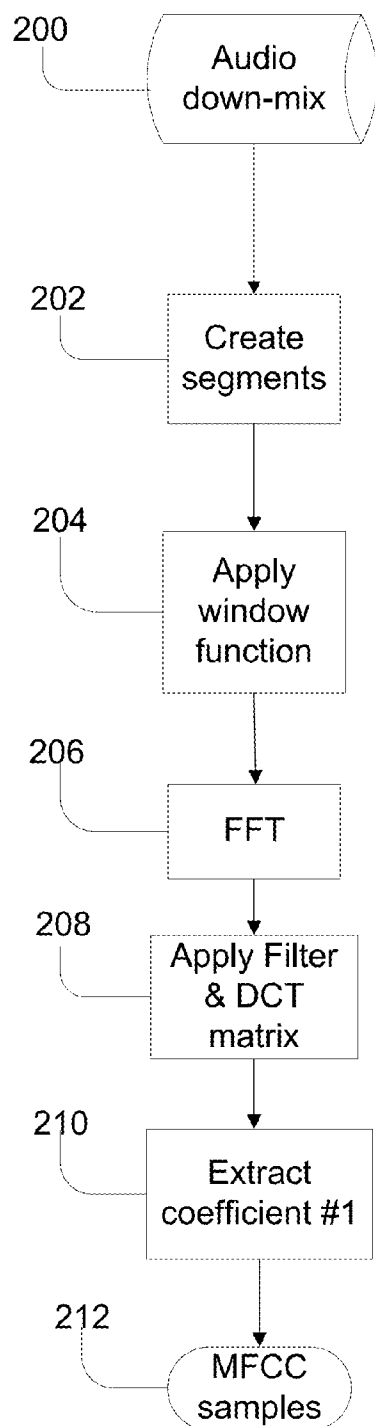 200
Audio
down-mix
202
Create
segments
204
Apply
window
function
206
FFT
208
Apply Filter
& DCT
matrix
210
Extract
coefficient #1
212
MFCC
samples